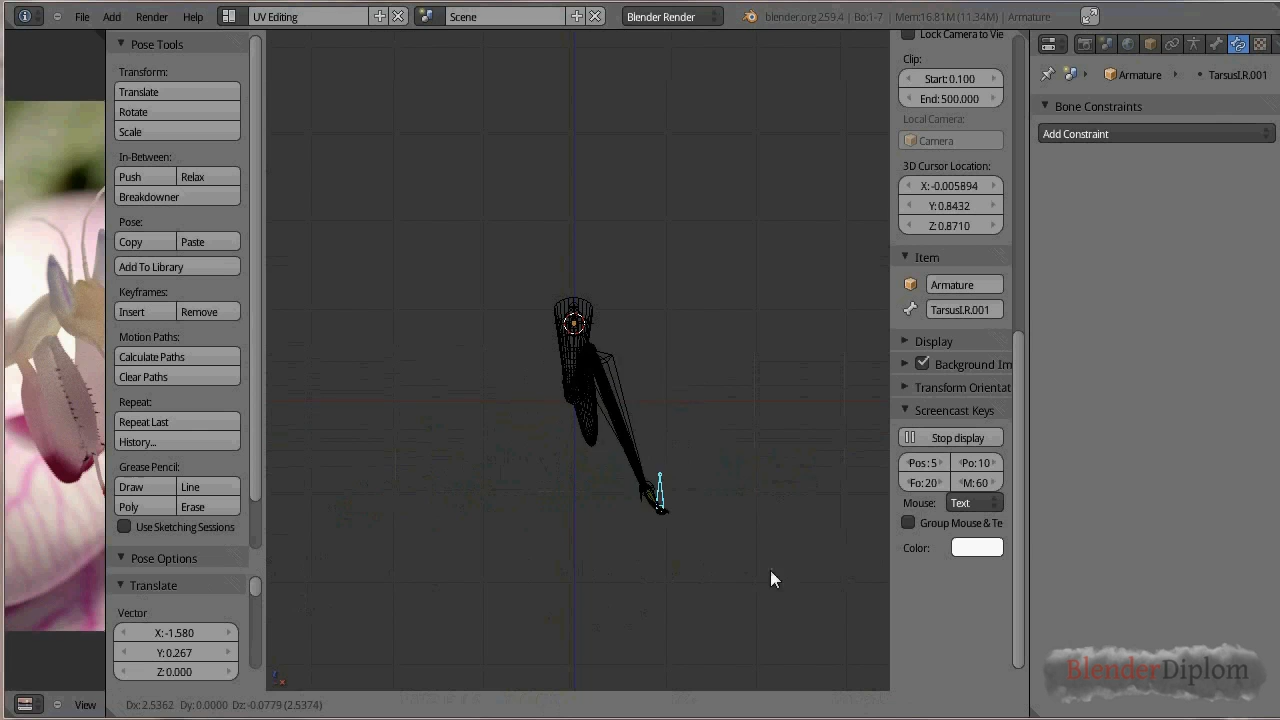 File Add Render Help UV Editing Scene Blender Render blender.org 259.4 | Bo:1-7 | Mem:16.81M (11.34M) | Armature
Pose Tools
Transform:
Translate
Rotate
Scale
In-Between:
Push Relax
Breakdowner
Pose:
Copy Paste
Add To Library
Keyframes:
Insert Remove
Motion Paths:
Calculate Paths
Clear Paths
Repeat:
Repeat Last
History...
Grease Pencil:
Draw Line
Poly Erase
Use Sketching Sessions
Pose Options
Translate
Vector
X: -1.580
Y: 0.267
Z: 0.000
View
Dx: 2.5362 Dy: 0.0000 Dz: -0.0779 (2.5374)
Lock Camera to Vie
Clip:
Start: 0.100
End: 500.000
Local Camera:
Camera
3D Cursor Location:
X: -0.005894
Y: 0.8432
Z: 0.8710
Item
Armature
TarsusI.R.001
Display
Background Im
Transform Orientat
Screencast Keys
Stop display
Pos: 5 Po: 10
Fo: 20 M: 60
Mouse: Text
Group Mouse & Te
Color:
Armature TarsusI.R.001
Bone Constraints
Add Constraint
BlenderDiplom